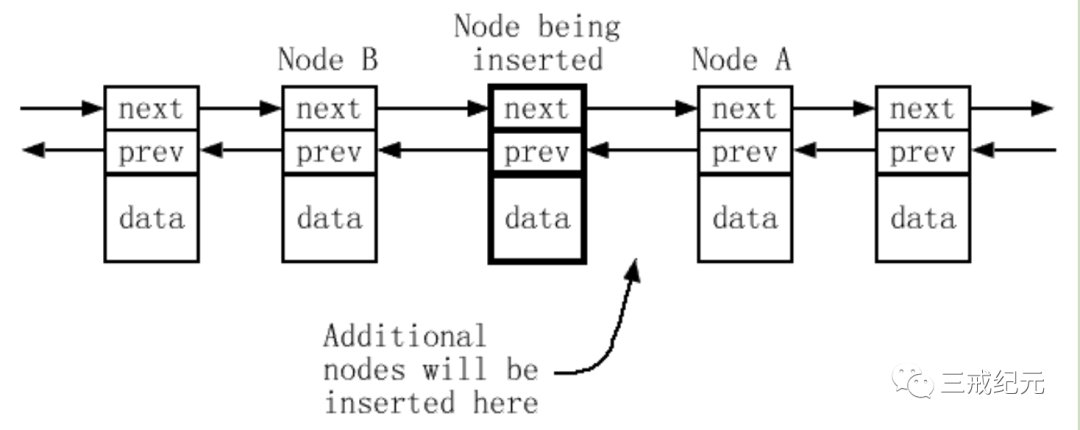 Node being
inserted
Node B
Node A
next
next
next
next
next
prev
prev
prev
prev
prev
data
data
data
data
data
Additional
nodes will be
inserted here
三戒纪元